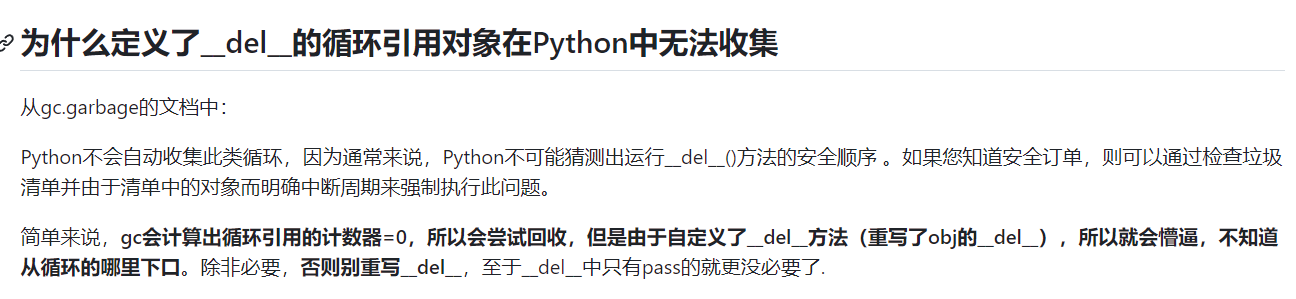 为什么定义了__del__的循环引用对象在Python中无法收集
从gc.garbage的文档中：
Python不会自动收集此类循环，因为通常来说，Python不可能猜测出运行__del__()方法的安全顺序 。如果您知道安全订单，则可以通过检查垃圾
清单并由于清单中的对象而明确中断周期来强制执行此问题。
简单来说，gc会计算出循环引用的计数器=0，所以会尝试回收，但是由于自定义了__del__方法（重写了obj的__del__），所以就会懵逼，不知道
从循环的哪里下口。除非必要，否则别重写__del__，至于__del__中只有pass的就更没必要了.